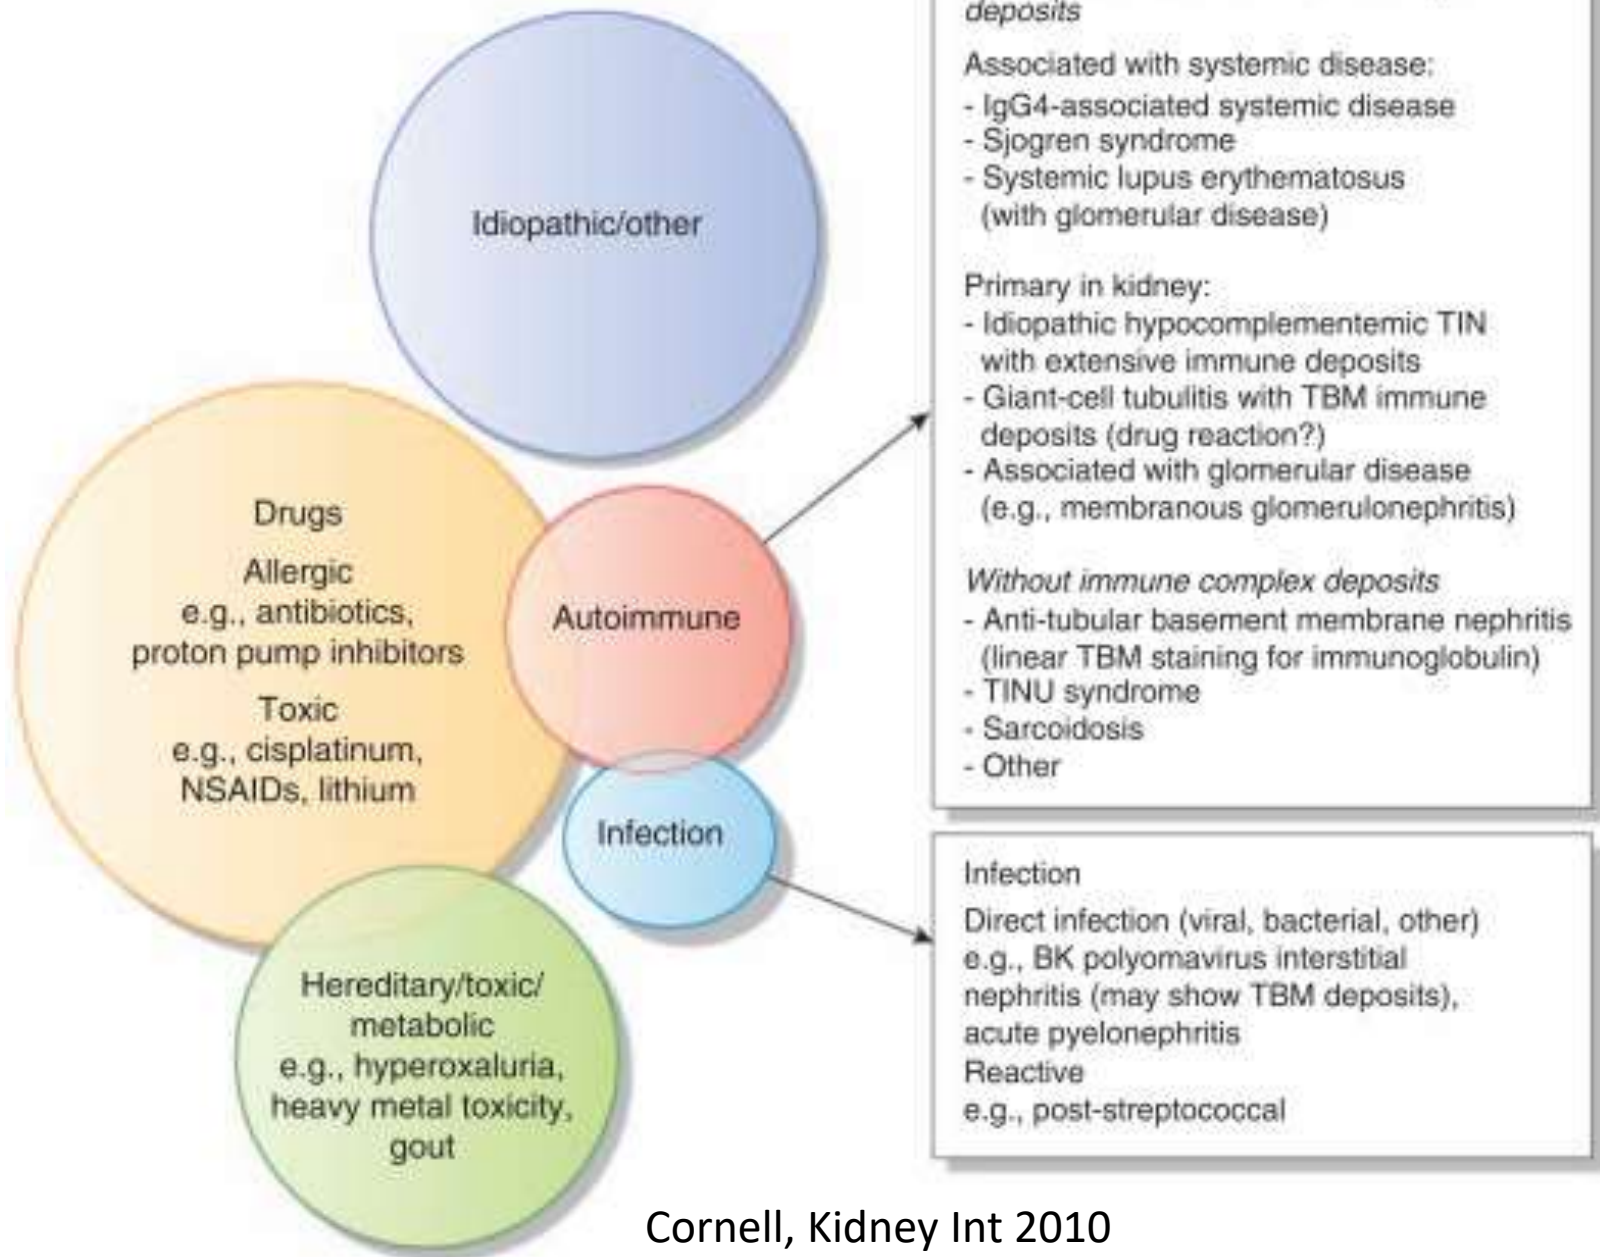 Idiopathic/other
Drugs
Allergic
e.g., antibiotics,
proton pump inhibitors
Toxic
e.g., cisplatinum,
NSAIDs, lithium
Autoimmune
Infection
Hereditary/toxic/
metabolic
e.g., hyperoxaluria,
heavy metal toxicity,
gout
deposits
Associated with systemic disease:
- IgG4-associated systemic disease
- Sjogren syndrome
- Systemic lupus erythematosus
(with glomerular disease)
Primary in kidney:
- Idiopathic hypocomplementemic TIN
with extensive immune deposits
- Giant-cell tubulitis with TBM immune
deposits (drug reaction?)
- Associated with glomerular disease
(e.g., membranous glomerulonephritis)
Without immune complex deposits
- Anti-tubular basement membrane nephritis
(linear TBM staining for immunoglobulin)
- TINU syndrome
- Sarcoidosis
- Other
Infection
Direct infection (viral, bacterial, other)
e.g., BK polyomavirus interstitial
nephritis (may show TBM deposits),
acute pyelonephritis
Reactive
e.g., post-streptococcal
Cornell, Kidney Int 2010